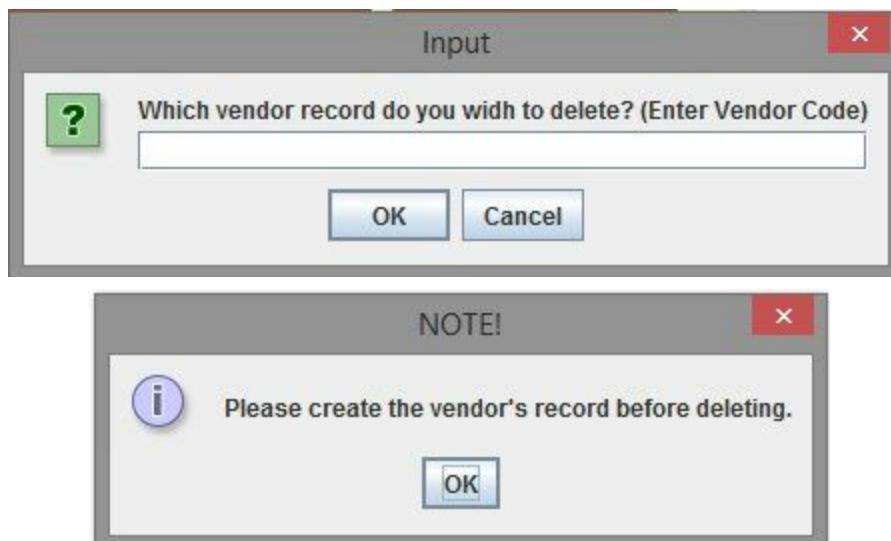 Input
Which vendor record do you widh to delete? (Enter Vendor Code)
OK Cancel
NOTE!
Please create the vendor's record before deleting.
OK